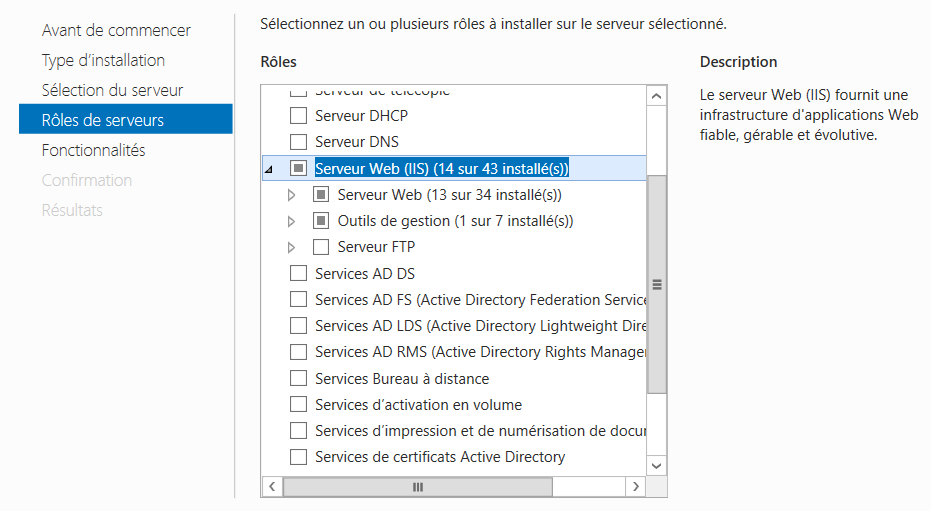 Avant de commencer
Type d'installation
Sélection du serveur
Rôles de serveurs
Fonctionnalités
Confirmation
Résultats
Sélectionnez un ou plusieurs rôles à installer sur le serveur sélectionné.
Rôles
Serveur de télécopie
Serveur DHCP
Serveur DNS
Serveur Web (IIS) (14 sur 43 installé(s))
Serveur Web (13 sur 34 installé(s))
Outils de gestion (1 sur 7 installé(s))
Serveur FTP
Services AD DS
Services AD FS (Active Directory Federation Service
Services AD LDS (Active Directory Lightweight Dire
Services AD RMS (Active Directory Rights Manager
Services Bureau à distance
Services d'activation en volume
Services d'impression et de numérisation de docu
Services de certificats Active Directory
Description
Le serveur Web (IIS) fournit une
infrastructure d'applications Web
fiable, gérable et évolutive.